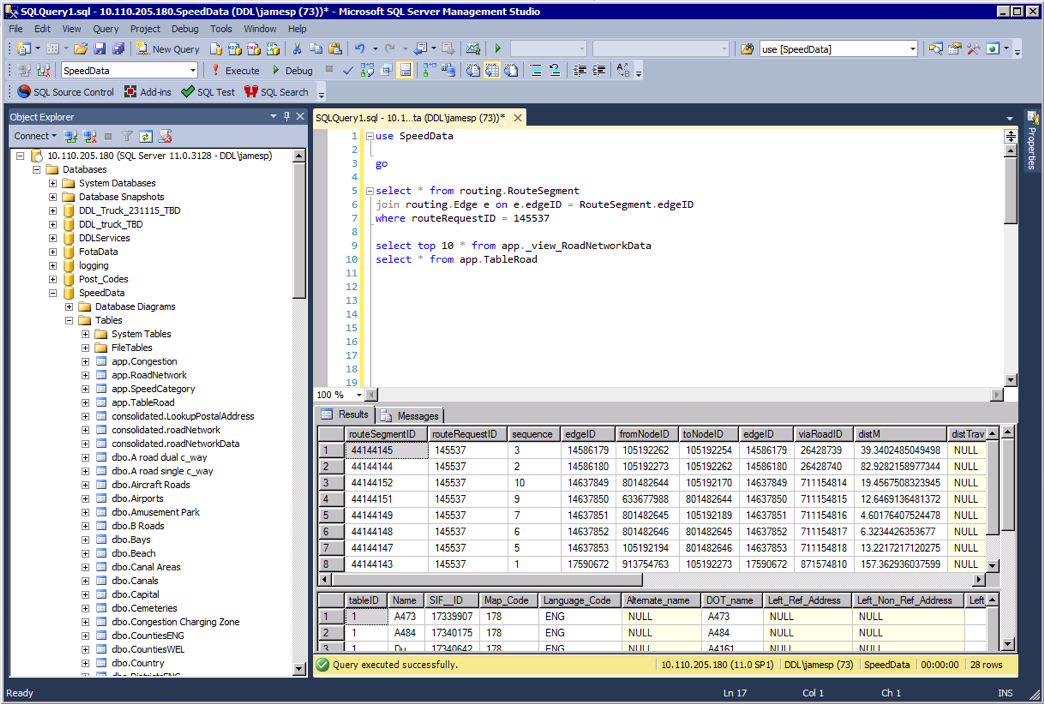 SQLQuery1.sql - 10.110.205.180.SpeedData (DDL\jamesp (73))* - Microsoft SQL Server Management Studio
File Edit View Query Project Debug Tools Window Help
New Query use [SpeedData]
SpeedData Execute Debug
SQL Source Control Add-ins SQL Test SQL Search
Object Explorer
Connect
10.110.205.180 (SQL Server 11.0.3128 - DDL\jamesp)
Databases
System Databases
Database Snapshots
DDL_Truck_231115_TBD
DDL_truck_TBD
DDLServices
FotaData
logging
Post_Codes
SpeedData
Database Diagrams
Tables
System Tables
FileTables
app.Congestion
app.RoadNetwork
app.SpeedCategory
app.TableRoad
consolidated.LookupPostalAddress
consolidated.roadNetwork
consolidated.roadNetworkData
dbo.A road dual c_way
dbo.A road single c_way
dbo.Aircraft Roads
dbo.Airports
dbo.Amusement Park
dbo.B Roads
dbo.Bays
dbo.Beach
dbo.Canal Areas
dbo.Canals
dbo.Capital
dbo.Cemeteries
dbo.Congestion Charging Zone
dbo.CountiesENG
dbo.CountiesWEL
dbo.Country
dbo.DistrictsENG
SQLQuery1.sql - 10.1...ta (DDL\jamesp (73))*
1 use SpeedData
2
3 go
4
5 select * from routing.RouteSegment
6 join routing.Edge e on e.edgeID = RouteSegment.edgeID
7 where routeRequestID = 145537
8
9 select top 10 * from app._view_RoadNetworkData
10 select * from app.TableRoad
11
12
13
14
15
16
17
18
19
100 %
Results Messages
routeSegmentID routeRequestID sequence edgeID fromNodeID toNodeID edgeID viaRoadID distM distTrav
1 44144145 145537 3 14586179 105192262 105192254 14586179 26428739 39.3402485049498 NULL
2 44144144 145537 2 14586180 105192273 105192262 14586180 26428740 82.9282158977344 NULL
3 44144152 145537 10 14637849 801482644 105192170 14637849 711154814 19.4567508323945 NULL
4 44144151 145537 9 14637850 633677988 801482644 14637850 711154815 12.6469136481372 NULL
5 44144149 145537 7 14637851 801482645 105192189 14637851 711154816 4.60176407524478 NULL
6 44144148 145537 6 14637852 801482646 801482645 14637852 711154817 6.3234426353677 NULL
7 44144147 145537 5 14637853 105192194 801482646 14637853 711154818 13.2217217120275 NULL
8 44144143 145537 1 17590672 913754763 105192273 17590672 871574810 157.362936037599 NULL
tableID Name SIF__ID Map_Code Language_Code Alternate_name DOT_name Left_Ref_Address Left_Non_Ref_Address Left
1 1 A473 17339907 178 ENG NULL A473 NULL NULL
2 1 A484 17340175 178 ENG NULL A484 NULL NULL
3 1 17340642 178 ENG NULL A4161 NULL NULL
Query executed successfully. 10.110.205.180 (11.0 SP1) DDL\jamesp (73) SpeedData 00:00:00 28 rows
Properties
Ready Ln 17 Col 1 Ch 1 INS